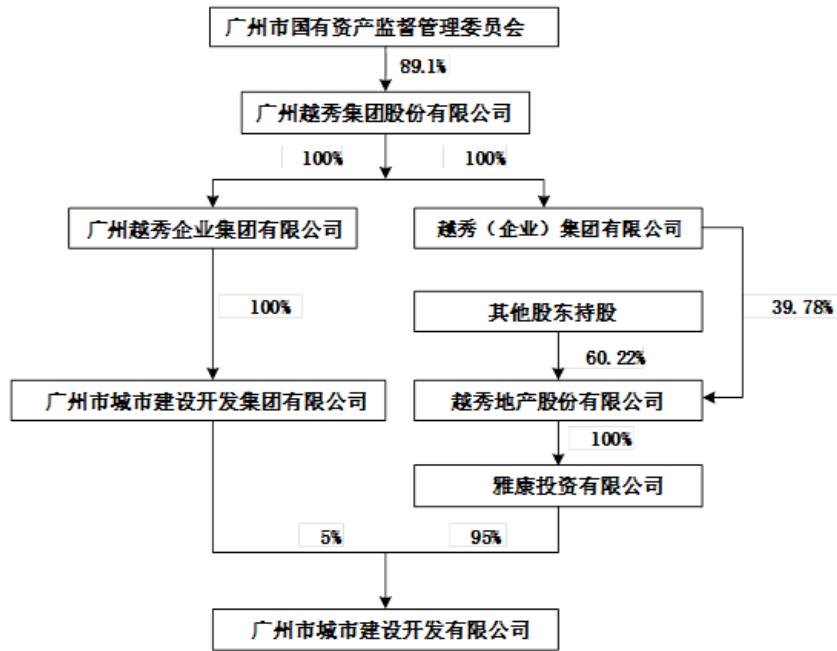 广州市国有资产监督管理委员会
89.1%
广州越秀集团股份有限公司
100%
100%
广州越秀企业集团有限公司
越秀（企业）集团有限公司
100%
其他股东持股
39.78%
60.22%
广州市城市建设开发集团有限公司
越秀地产股份有限公司
100%
雅康投资有限公司
5%
95%
广州市城市建设开发有限公司